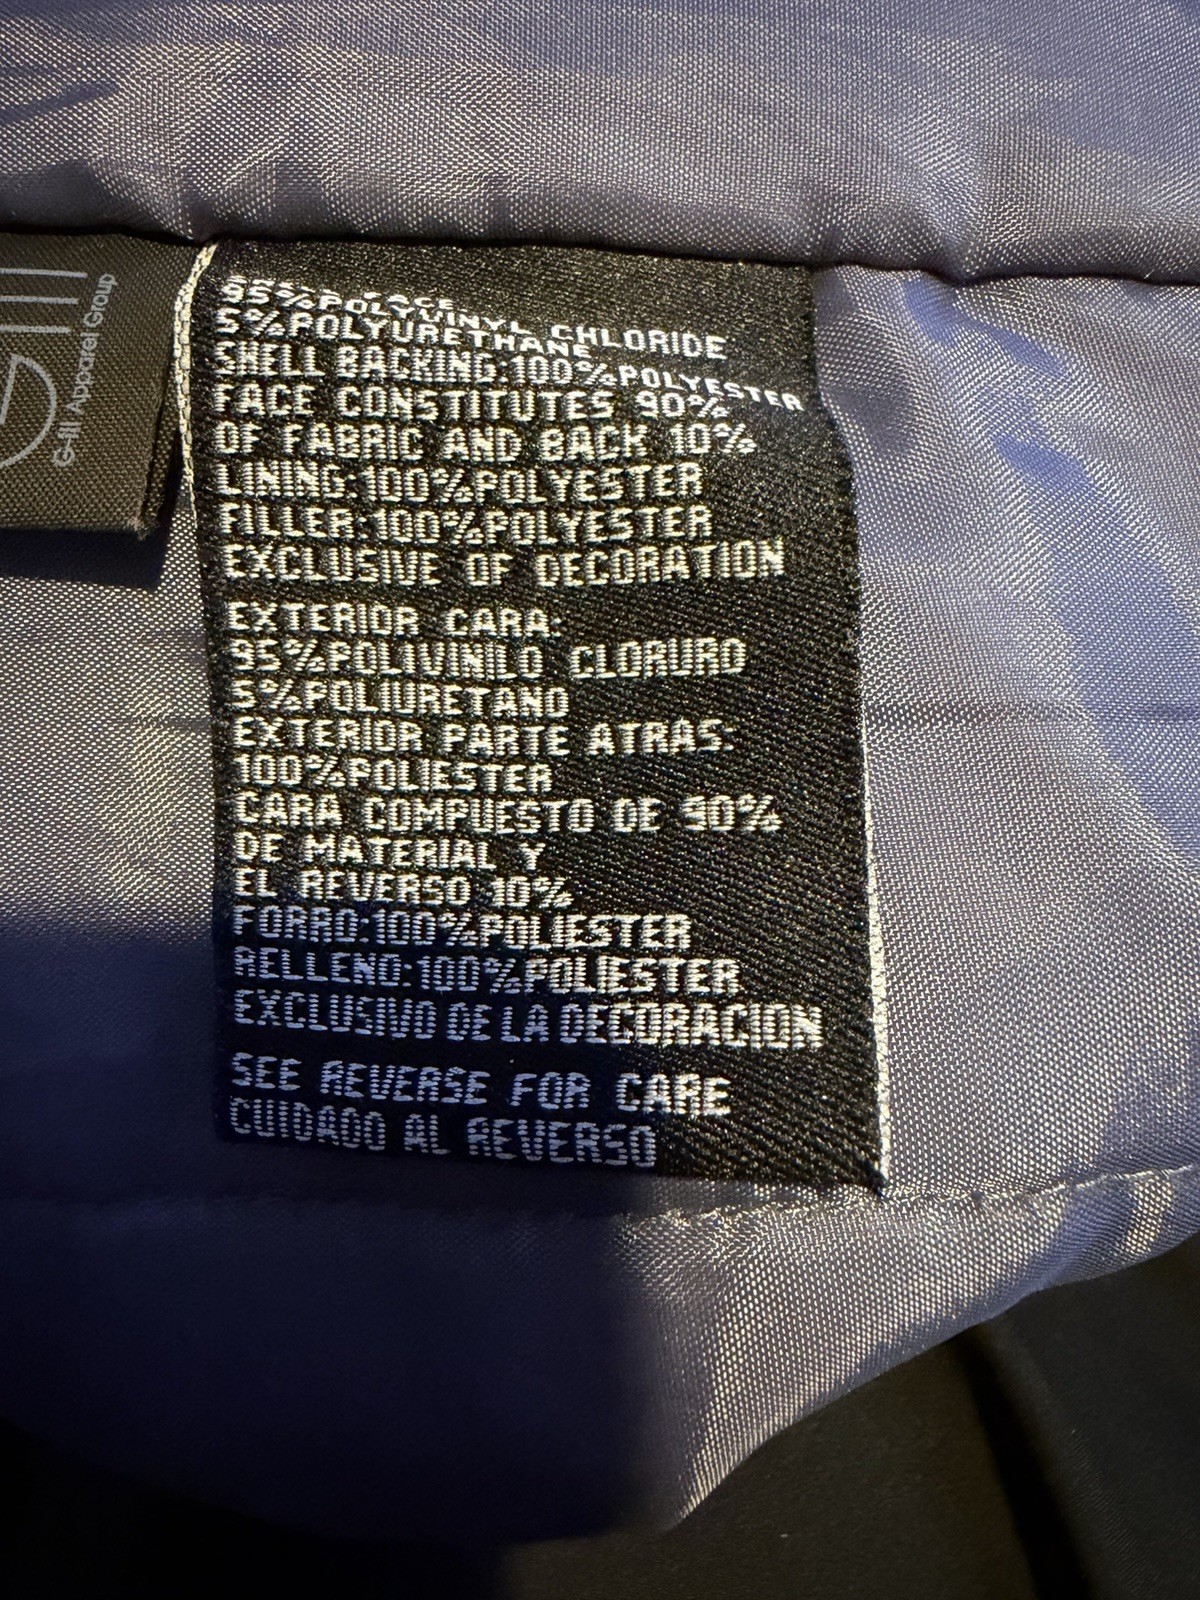 G-III Apparel Group
FACE
95%POLYVINYL CHLORIDE
5%POLYURETHANE
SHELL BACKING:100%POLYESTER
FACE CONSTITUTES 90%
OF FABRIC AND BACK 10%
LINING:100%POLYESTER
FILLER:100%POLYESTER
EXCLUSIVE OF DECORATION
EXTERIOR CARA:
95%POLIVINILO CLORURO
5%POLIURETANO
EXTERIOR PARTE ATRAS:
100%POLIESTER
CARA COMPUESTO DE 90%
DE MATERIAL Y
EL REVERSO 10%
FORRO:100%POLIESTER
RELLENO:100%POLIESTER
EXCLUSIVO DE LA DECORACION
SEE REVERSE FOR CARE
CUIDADO AL REVERSO